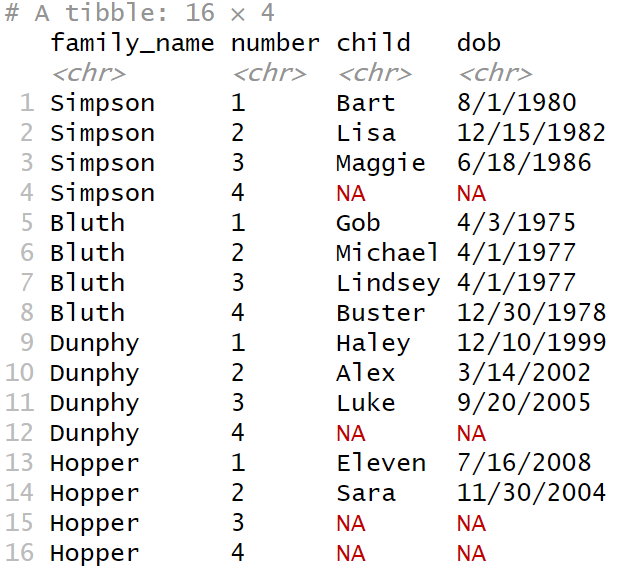 # A tibble: 16 × 4
family_name number child dob
<chr> <chr> <chr> <chr>
1 Simpson 1 Bart 8/1/1980
2 Simpson 2 Lisa 12/15/1982
3 Simpson 3 Maggie 6/18/1986
4 Simpson 4 NA NA
5 Bluth 1 Gob 4/3/1975
6 Bluth 2 Michael 4/1/1977
7 Bluth 3 Lindsey 4/1/1977
8 Bluth 4 Buster 12/30/1978
9 Dunphy 1 Haley 12/10/1999
10 Dunphy 2 Alex 3/14/2002
11 Dunphy 3 Luke 9/20/2005
12 Dunphy 4 NA NA
13 Hopper 1 Eleven 7/16/2008
14 Hopper 2 Sara 11/30/2004
15 Hopper 3 NA NA
16 Hopper 4 NA NA